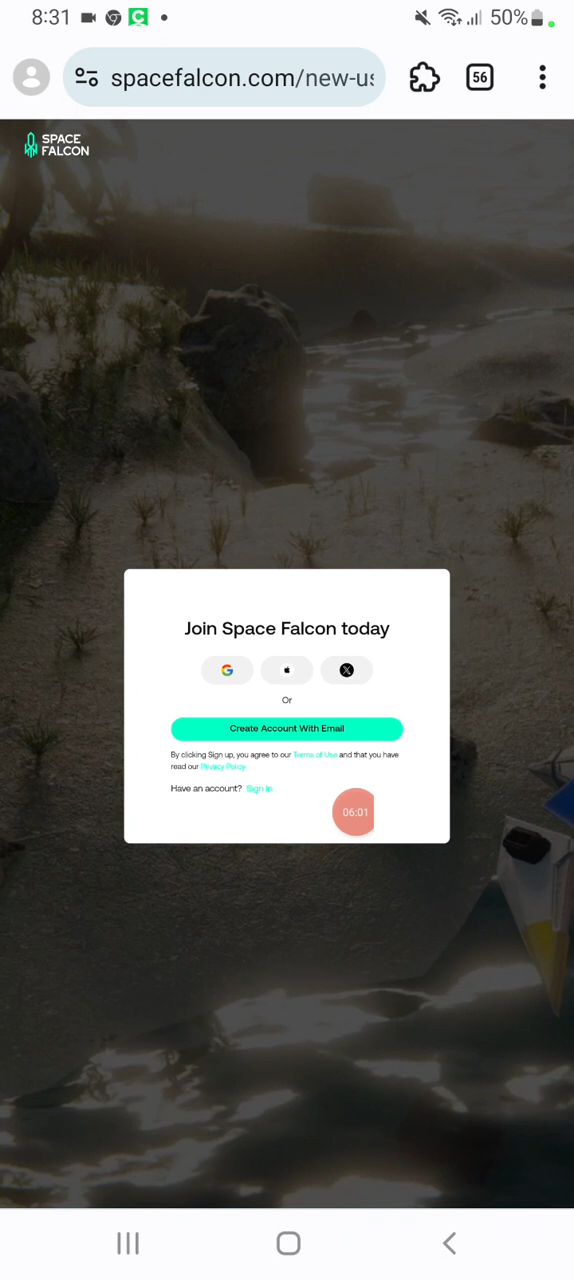 8:31
50%
spacefalcon.com/new-us
56
SPACE
FALCON
Join Space Falcon today
Or
Create Account With Email
By clicking Sign up, you agree to our Terms of Use and that you have
read our Privacy Policy
Have an account? Sign In
06:01